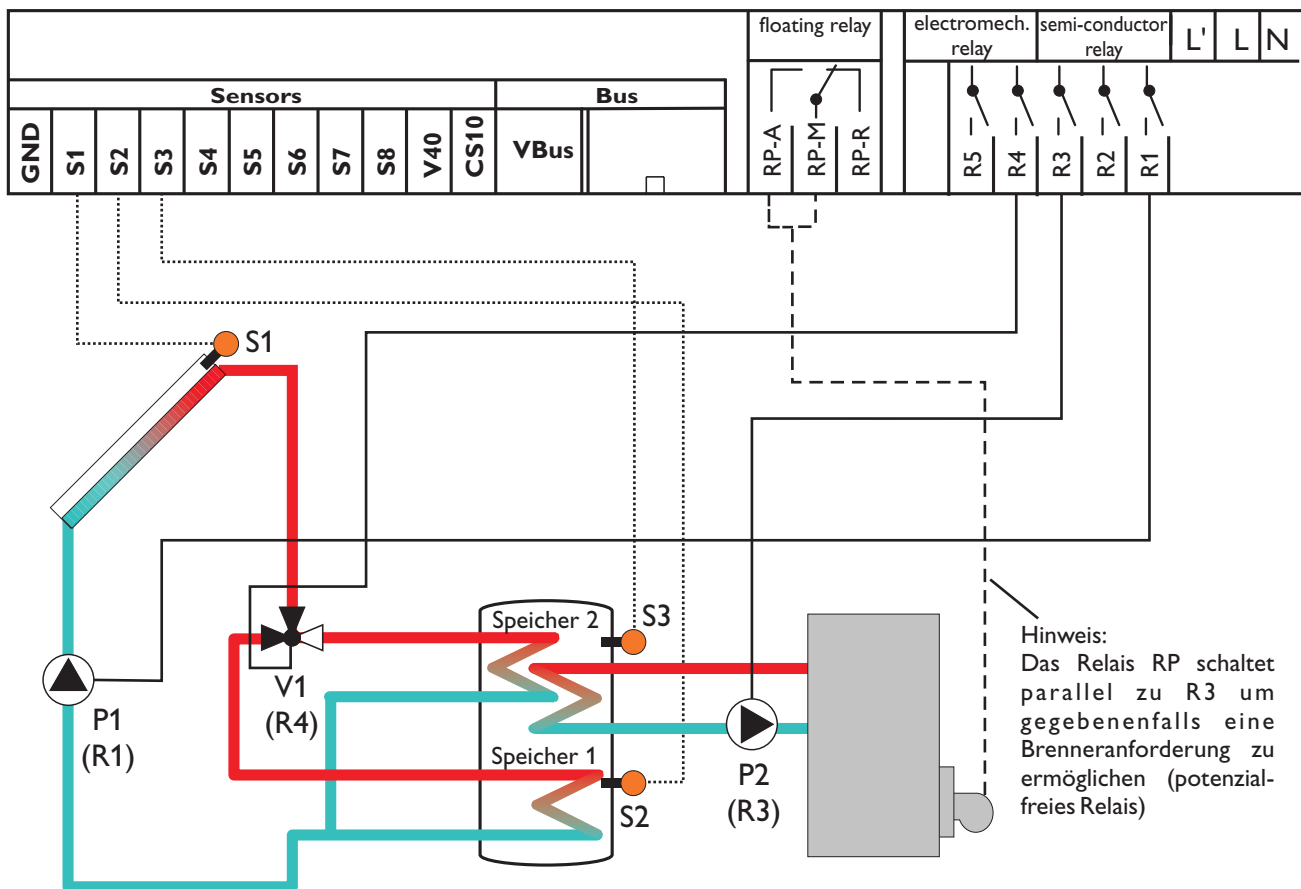 floating relay
electromech. relay
semi-conductor relay
L'
L
N
Sensors
Bus
GND
S1
S2
S3
S4
S5
S6
S7
S8
V40
CS10
VBus
RP-A
RP-M
RP-R
R5
R4
R3
R2
R1
S1
Speicher 2
S3
V1
(R4)
P1
(R1)
Speicher 1
S2
P2
(R3)
Hinweis:
Das Relais RP schaltet
parallel zu R3 um
gegebenenfalls eine
Brenneranforderung zu
ermöglichen (potenzial-
freies Relais)